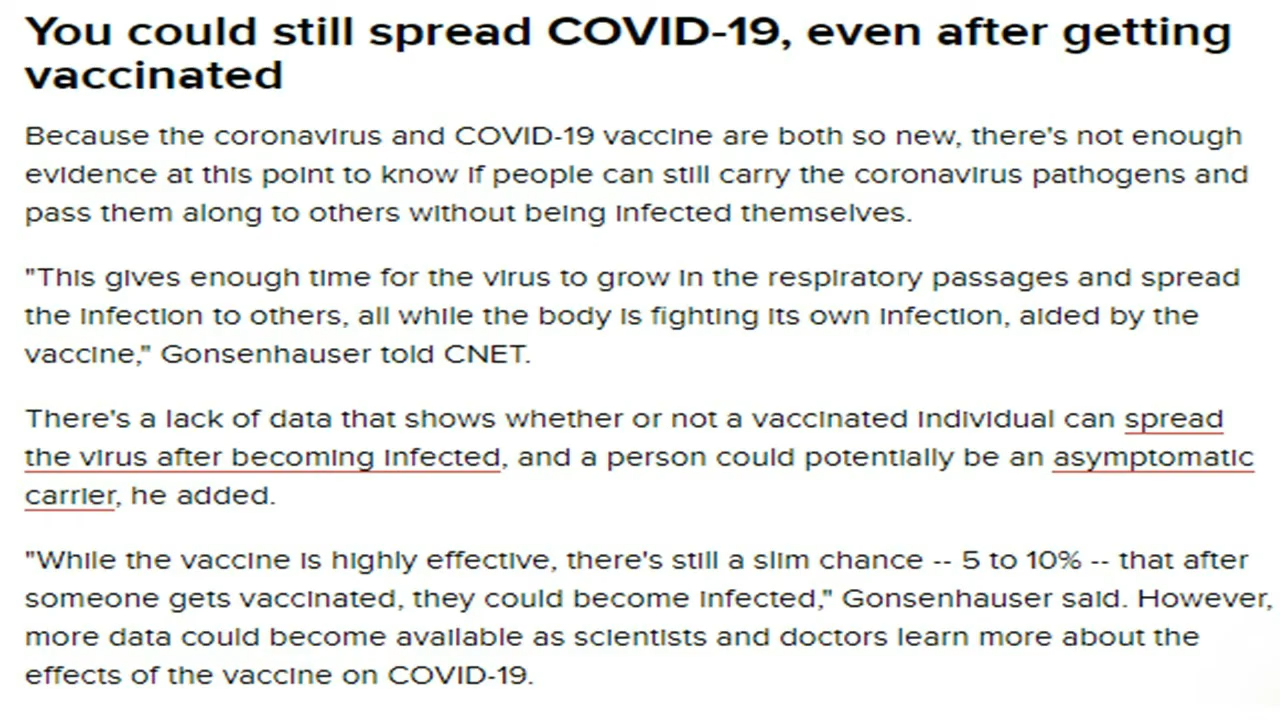 You could still spread COVID-19, even after getting
vaccinated
Because the coronavirus and COVID-19 vaccine are both so new, there's not enough
evidence at this point to know if people can still carry the coronavirus pathogens and
pass them along to others without being infected themselves.
"This gives enough time for the virus to grow in the respiratory passages and spread
the infection to others, all while the body is fighting its own infection, aided by the
vaccine," Gonsenhauser told CNET.
There's a lack of data that shows whether or not a vaccinated individual can spread
the virus after becoming infected, and a person could potentially be an asymptomatic
carrier, he added.
"While the vaccine is highly effective, there's still a slim chance -- 5 to 10% -- that after
someone gets vaccinated, they could become infected," Gonsenhauser said. However,
more data could become available as scientists and doctors learn more about the
effects of the vaccine on COVID-19.